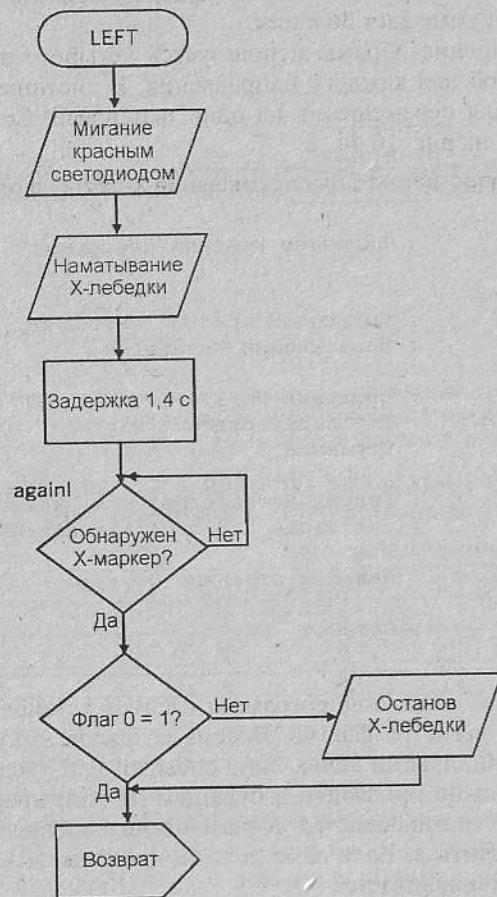 LEFT
Мигание
красным
светодиодом
Наматывание
Х-лебедки
Задержка 1,4 с
againl
Обнаружен
Х-маркер?
Нет
Да
Флаг 0 = 1?
Нет
Останов
Х-лебедки
Да
Возврат